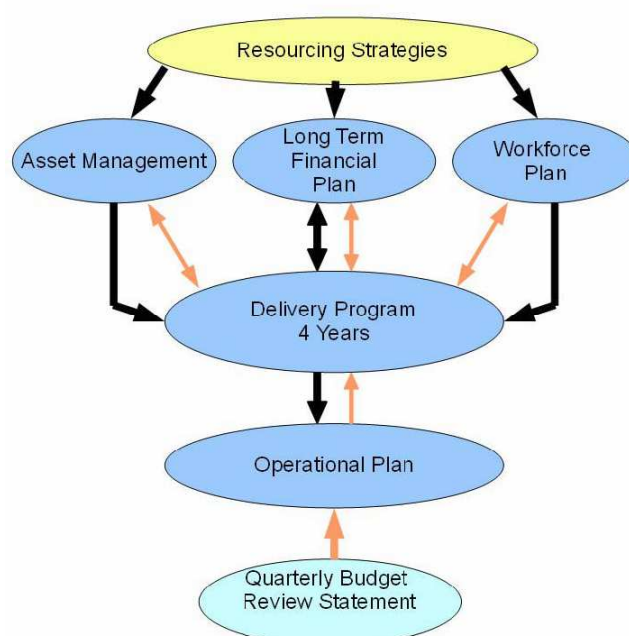 Resourcing Strategies
Asset Management
Long Term
Financial
Plan
Workforce
Plan
Delivery Program
4 Years
Operational Plan
Quarterly Budget
Review Statement